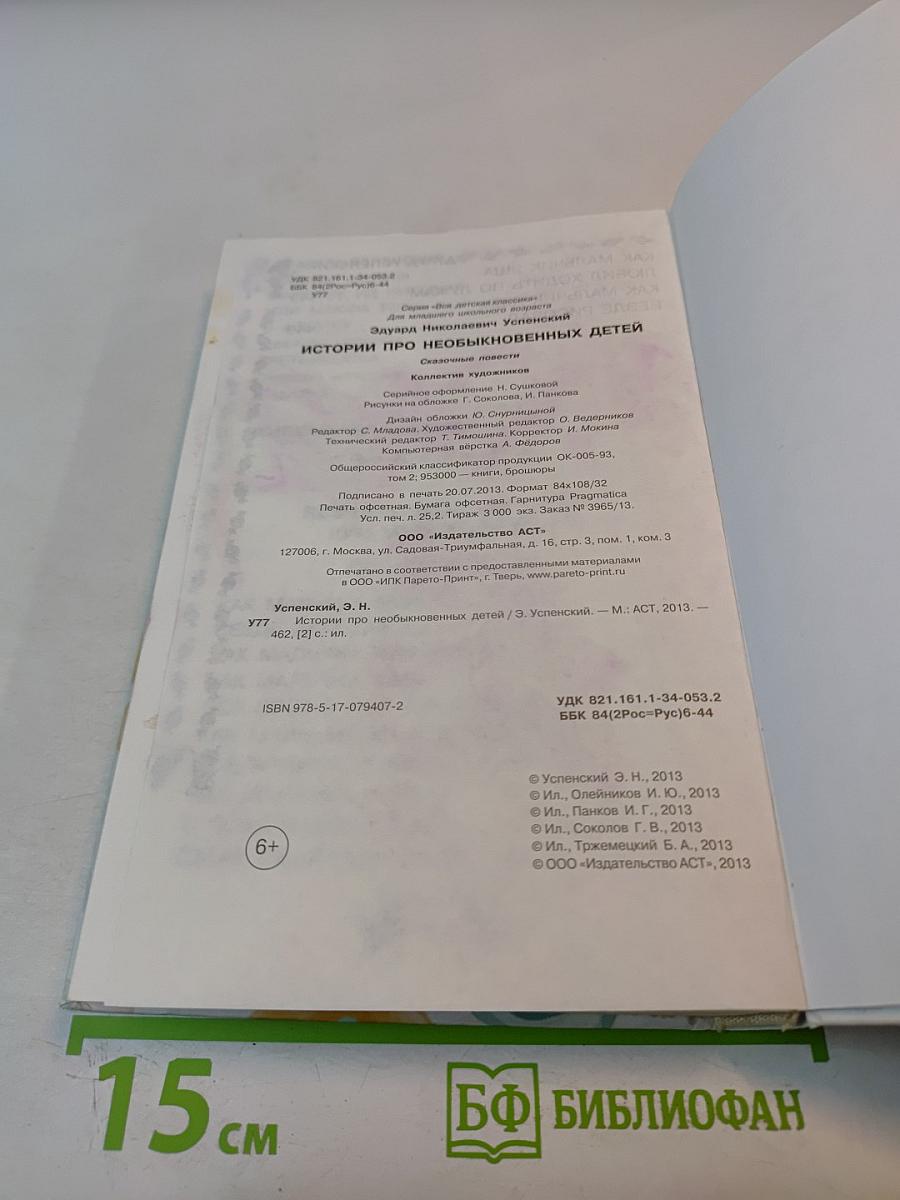 УДК 821.161.1-34-053.2
ББК 84(2Рос=Рус)6-44
У77
Серия «Вся детская классика»
Для младшего школьного возраста
Эдуард Николаевич Успенский
ИСТОРИИ ПРО НЕОБЫКНОВЕННЫХ ДЕТЕЙ
Сказочные повести
Коллектив художников
Серийное оформление Н. Сушковой
Рисунки на обложке Г. Соколова, И. Панкова
Дизайн обложки Ю. Снурницыной
Редактор С. Младова. Художественный редактор О. Ведерников
Технический редактор Т. Тимошина. Корректор И. Мокина
Компьютерная вёрстка А. Фёдоров
Общероссийский классификатор продукции ОК-005-93,
том 2; 953000 — книги, брошюры
Подписано в печать 20.07.2013. Формат 84x108/32
Печать офсетная. Бумага офсетная. Гарнитура Pragmatica
Усл. печ. л. 25,2. Тираж 3 000 экз. Заказ № 3965/13.
ООО «Издательство АСТ»
127006, г. Москва, ул. Садовая-Триумфальная, д. 16, стр. 3, пом. 1, ком. 3
Отпечатано в соответствии с предоставленными материалами
в ООО «ИПК Парето-Принт», г. Тверь, www.pareto-print.ru
Успенский, Э. Н.
У77 Истории про необыкновенных детей / Э. Успенский. — М.: АСТ, 2013. —
462, [2] с.: ил.
ISBN 978-5-17-079407-2
УДК 821.161.1-34-053.2
ББК 84(2Рос=Рус)6-44
© Успенский Э. Н., 2013
© Ил., Олейников И. Ю., 2013
© Ил., Панков И. Г., 2013
© Ил., Соколов Г. В., 2013
© Ил., Тржемецкий Б. А., 2013
© ООО «Издательство АСТ», 2013
6+
15 см
БФ БИБЛИОФАН